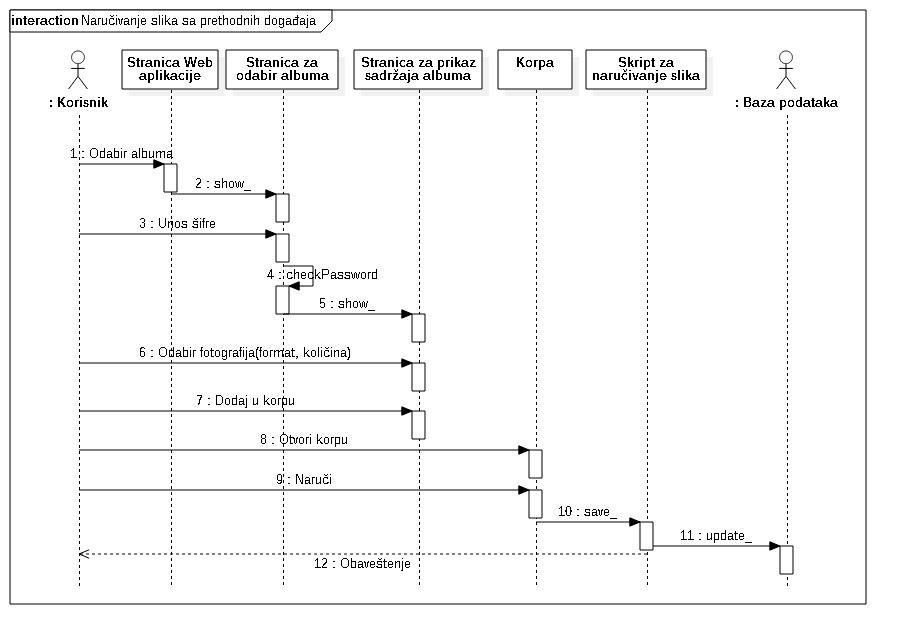 interaction Naručivanje slika sa prethodnih događaja
Stranica Web
aplikacije
Stranica za
odabir albuma
Stranica za prikaz
sadržaja albuma
Korpa
Skript za
naručivanje slika
: Korisnik
: Baza podataka
1 : Odabir albuma
2 : show_
3 : Unos šifre
4 : checkPassword
5 : show_
6 : Odabir fotografija(format, količina)
7 : Dodaj u korpu
8 : Otvori korpu
9 : Naruči
10 : save_
11 : update_
12 : Obaveštenje